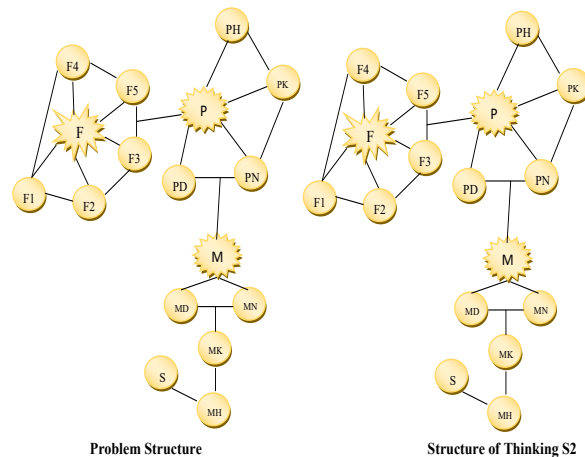 PH
F4
F5
PK
P
F
F3
PD
PN
F1
F2
M
MD
MN
MK
S
MH
Problem Structure
PH
F4
F5
PK
P
F
F3
PD
PN
F1
F2
M
MD
MN
MK
S
MH
Structure of Thinking S2